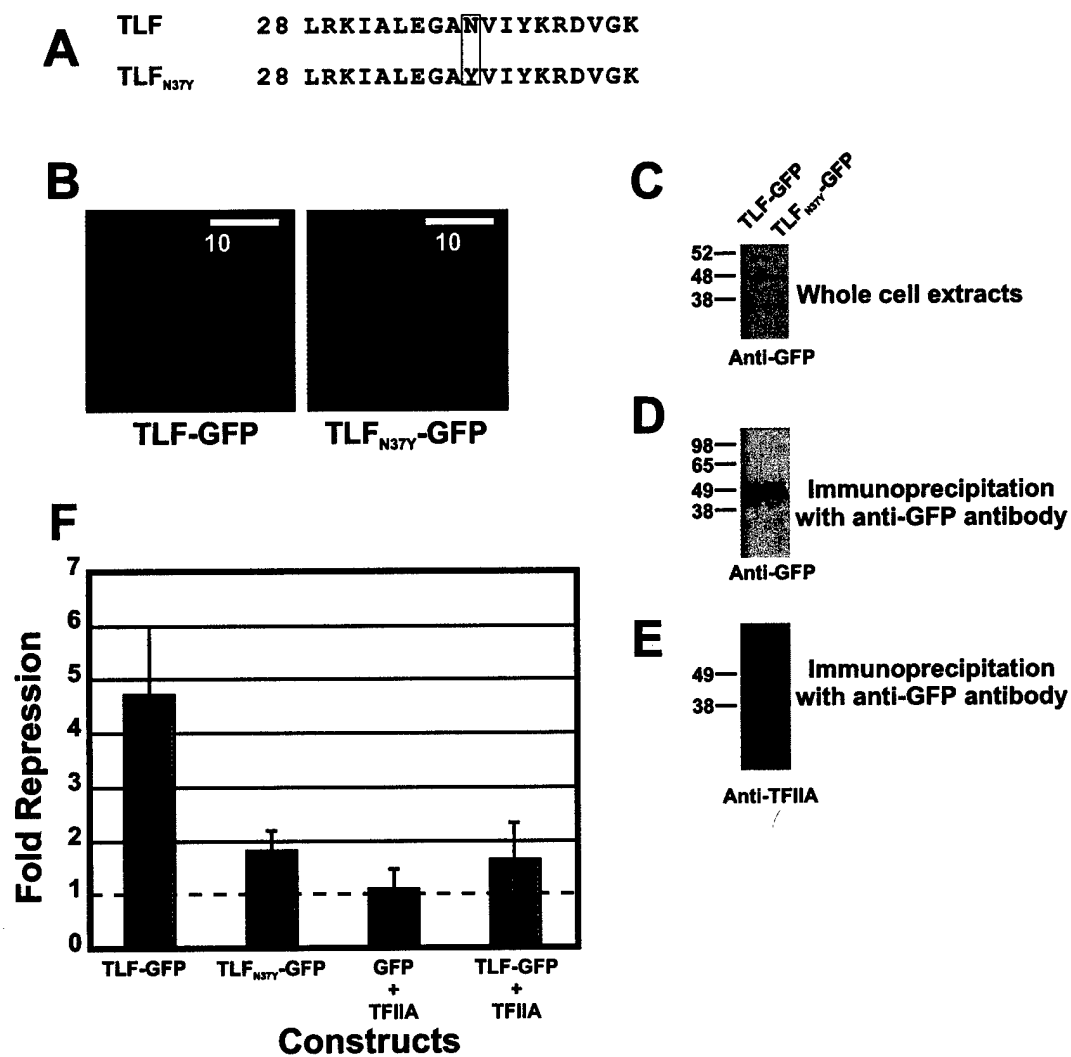 A
TLF 28 LRKIALEGANVIYKRDVGK
TLFN37Y 28 LRKIALEGAYVIYKRDVGK
B
10
10
TLF-GFP
TLFN37Y-GFP
C
TLF-GFP
TLFN37Y-GFP
52
48
38
Whole cell extracts
Anti-GFP
D
98
65
49
38
Immunoprecipitation
with anti-GFP antibody
Anti-GFP
E
49
38
Immunoprecipitation
with anti-GFP antibody
Anti-TFIIA
F
Fold Repression
7
6
5
4
3
2
1
0
TLF-GFP
TLFN37Y-GFP
GFP
+
TFIIA
TLF-GFP
+
TFIIA
Constructs